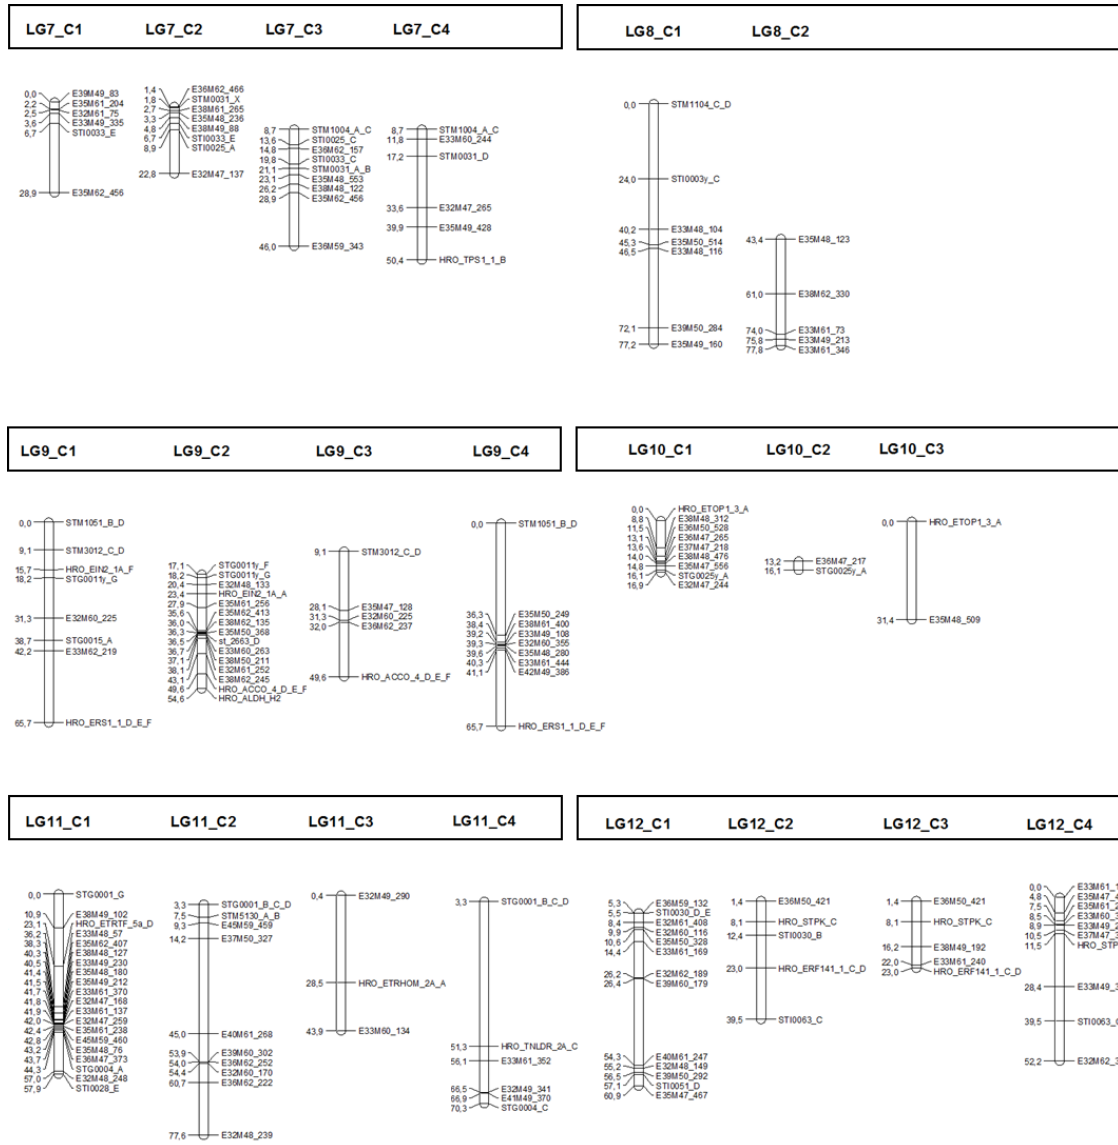 LG7_C1 LG7_C2 LG7_C3 LG7_C4
0,0 E39M49_83
2,2 E35M61_204
2,5 E32M61_75
3,6 E33M49_335
6,7 STI0033_E
28,9 E35M62_456
1,4 E36M62_466
1,8 STM0031_X
2,7 E38M61_265
3,3 E35M48_236
4,8 E38M49_88
6,7 STI0033_E
8,9 STI0025_A
22,8 E32M47_137
8,7 STM1004_A_C
13,6 STI0025_C
14,8 E36M62_157
19,8 STI0033_C
21,1 STM0031_A_B
23,1 E35M48_553
26,2 E38M48_122
28,9 E35M62_456
46,0 E36M59_343
8,7 STM1004_A_C
11,8 E33M60_244
17,2 STM0031_D
33,6 E32M47_265
39,9 E35M49_428
50,4 HRO_TPS1_1_B
LG8_C1 LG8_C2
0,0 STM1104_C_D
24,0 STI0003y_C
40,2 E33M48_104
45,3 E35M50_514
46,5 E33M48_116
72,1 E39M50_284
77,2 E35M49_160
43,4 E35M48_123
61,0 E38M62_330
74,0 E33M61_73
75,8 E33M49_213
77,8 E33M61_346
LG9_C1 LG9_C2 LG9_C3 LG9_C4
0,0 STM1051_B_D
9,1 STM3012_C_D
15,7 HRO_EIN2_1A_F
18,2 STG0011y_G
31,3 E32M60_225
38,7 STG0015_A
42,2 E33M62_219
65,7 HRO_ERS1_1_D_E_F
17,1 STG0011y_F
18,2 STG0011y_G
20,4 E32M48_133
23,4 HRO_EIN2_1A_A
27,9 E35M61_256
35,6 E35M62_413
36,0 E38M62_135
36,3 E35M50_368
36,5 st_2663_D
36,7 E33M60_263
37,1 E38M50_211
38,1 E32M61_252
43,1 E38M62_245
49,6 HRO_ACCO_4_D_E_F
54,6 HRO_ALDH_H2
9,1 STM3012_C_D
28,1 E35M47_128
31,3 E32M60_225
32,0 E36M62_237
49,6 HRO_ACCO_4_D_E_F
0,0 STM1051_B_D
36,3 E35M50_249
38,4 E38M61_400
39,2 E33M49_108
39,3 E32M60_355
39,6 E35M48_280
40,3 E33M61_444
41,1 E42M49_386
65,7 HRO_ERS1_1_D_E_F
LG10_C1 LG10_C2 LG10_C3
0,0 HRO_ETOP1_3_A
8,8 E38M48_312
11,5 E36M50_528
13,1 E36M47_265
13,6 E37M47_218
14,0 E38M48_476
14,8 E35M47_556
16,1 STG0025y_A
16,9 E32M47_244
13,2 E36M47_217
16,1 STG0025y_A
0,0 HRO_ETOP1_3_A
31,4 E35M48_509
LG11_C1 LG11_C2 LG11_C3 LG11_C4
0,0 STG0001_G
10,9 E38M49_102
23,1 HRO_ETRTF_5a_D
36,2 E33M48_57
38,3 E35M62_407
40,3 E38M48_127
40,5 E33M49_230
41,4 E35M48_180
41,5 E35M49_212
41,7 E33M61_370
41,8 E32M47_168
41,9 E33M61_137
42,0 E32M47_259
42,4 E35M61_238
42,8 E45M59_460
43,2 E35M48_76
43,7 E36M47_373
44,3 STG0004_A
57,0 E32M48_248
57,9 STI0028_E
3,3 STG0001_B_C_D
7,5 STM5130_A_B
9,3 E45M59_459
14,2 E37M50_327
45,0 E40M61_268
53,9 E39M60_302
54,0 E36M62_252
54,4 E32M60_170
60,7 E36M62_222
77,6 E32M48_239
0,4 E32M49_290
28,5 HRO_ETRHOM_2A_A
43,9 E33M60_134
3,3 STG0001_B_C_D
51,3 HRO_TNLDR_2A_C
56,1 E33M61_352
66,5 E32M49_341
66,9 E41M49_370
70,3 STG0004_C
LG12_C1 LG12_C2 LG12_C3 LG12_C4
5,3 E36M59_132
5,5 STI0030_D_E
8,4 E32M61_408
9,9 E32M60_116
10,6 E35M50_328
14,4 E33M61_169
26,2 E32M62_189
26,4 E39M60_179
54,3 E40M61_247
55,2 E32M48_149
56,5 E39M50_292
57,1 STI0051_D
60,9 E35M47_467
1,4 E36M50_421
8,1 HRO_STPK_C
12,4 STI0030_B
23,0 HRO_ERF141_1_C_D
39,5 STI0063_C
1,4 E36M50_421
8,1 HRO_STPK_C
16,2 E38M49_192
22,0 E33M61_240
23,0 HRO_ERF141_1_C_D
0,0 E33M61_1
4,8 E35M47_4
7,5 E35M61_2
8,5 E33M60_3
8,9 E33M49_2
10,5 E37M47_3
11,5 HRO_STP
28,4 E33M49_3
39,5 STI0063_
52,2 E32M62_3